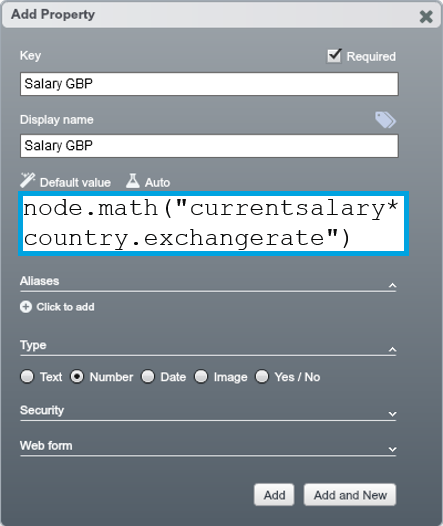 Add Property
Key
Required
Salary GBP
Display name
Salary GBP
Default value Auto
node.math("currentsalary*
country.exchangerate")
Aliases
Click to add
Type
Text Number Date Image Yes / No
Security
Web form
Add Add and New